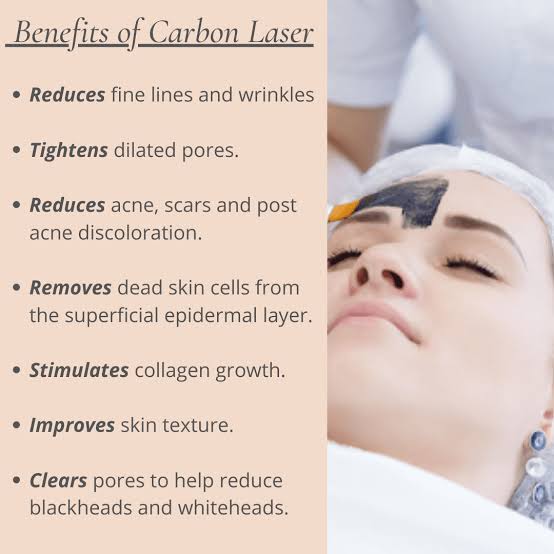 Benefits of Carbon Laser
• Reduces fine lines and wrinkles
• Tightens dilated pores.
• Reduces acne, scars and post
acne discoloration.
• Removes dead skin cells from
the superficial epidermal layer.
• Stimulates collagen growth.
• Improves skin texture.
• Clears pores to help reduce
blackheads and whiteheads.